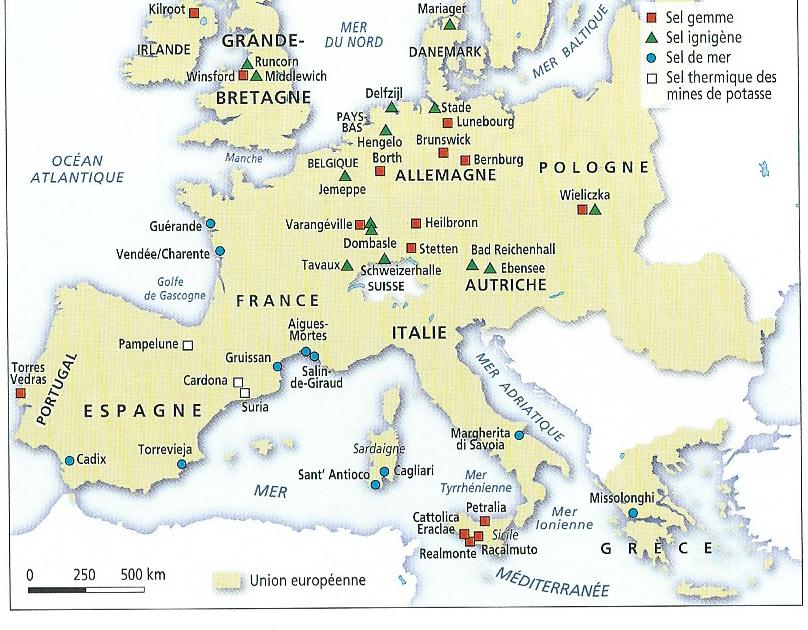 Kilroot
IRLANDE
GRANDE-
BRETAGNE
Runcorn
Winsford
Middlewich
MER
DU NORD
Mariager
DANEMARK
MER BALTIQUE
Sel gemme
Sel ignigène
Sel de mer
Sel thermique des
mines de potasse
OCÉAN
ATLANTIQUE
Manche
PAYS-
BAS
Delfzijl
Stade
Lunebourg
Hengelo
Brunswick
Borth
Bernburg
BELGIQUE
Jemeppe
ALLEMAGNE
POLOGNE
Wieliczka
Guérande
Vendée/Charente
Golfe
de Gascogne
Varangéville
Dombasle
Heilbronn
Stetten
Tavaux
Schweizerhalle
SUISSE
Bad Reichenhall
Ebensee
AUTRICHE
FRANCE
ITALIE
Pampelune
Gruissan
Aigues-
Mortes
Salin-
de-Giraud
Torres
Vedras
PORTUGAL
Cardona
Suria
ESPAGNE
Cadix
Torrevieja
MER ADRIATIQUE
Margherita
di Savoia
Sardaigne
Sant' Antioco
Cagliari
MER
Mer
Tyrrhénienne
Petralia
Cattolica
Eraclae
Sicile
Realmonte
Racalmuto
Mer
Ionienne
Missolonghi
GRÈCE
MÉDITERRANÉE
0 250 500 km
Union européenne